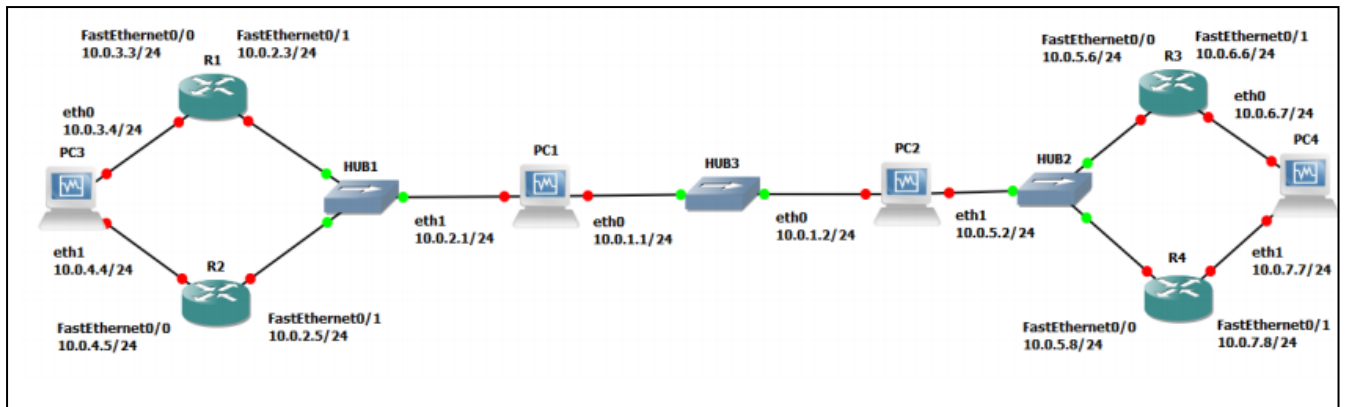 FastEthernet0/0
10.0.3.3/24
FastEthernet0/1
10.0.2.3/24
R1
eth0
10.0.3.4/24
PC3
eth1
10.0.4.4/24
R2
FastEthernet0/0
10.0.4.5/24
FastEthernet0/1
10.0.2.5/24
HUB1
eth1
10.0.2.1/24
PC1
eth0
10.0.1.1/24
HUB3
eth0
10.0.1.2/24
PC2
eth1
10.0.5.2/24
HUB2
FastEthernet0/0
10.0.5.6/24
R3
FastEthernet0/1
10.0.6.6/24
eth0
10.0.6.7/24
PC4
eth1
10.0.7.7/24
R4
FastEthernet0/0
10.0.5.8/24
FastEthernet0/1
10.0.7.8/24